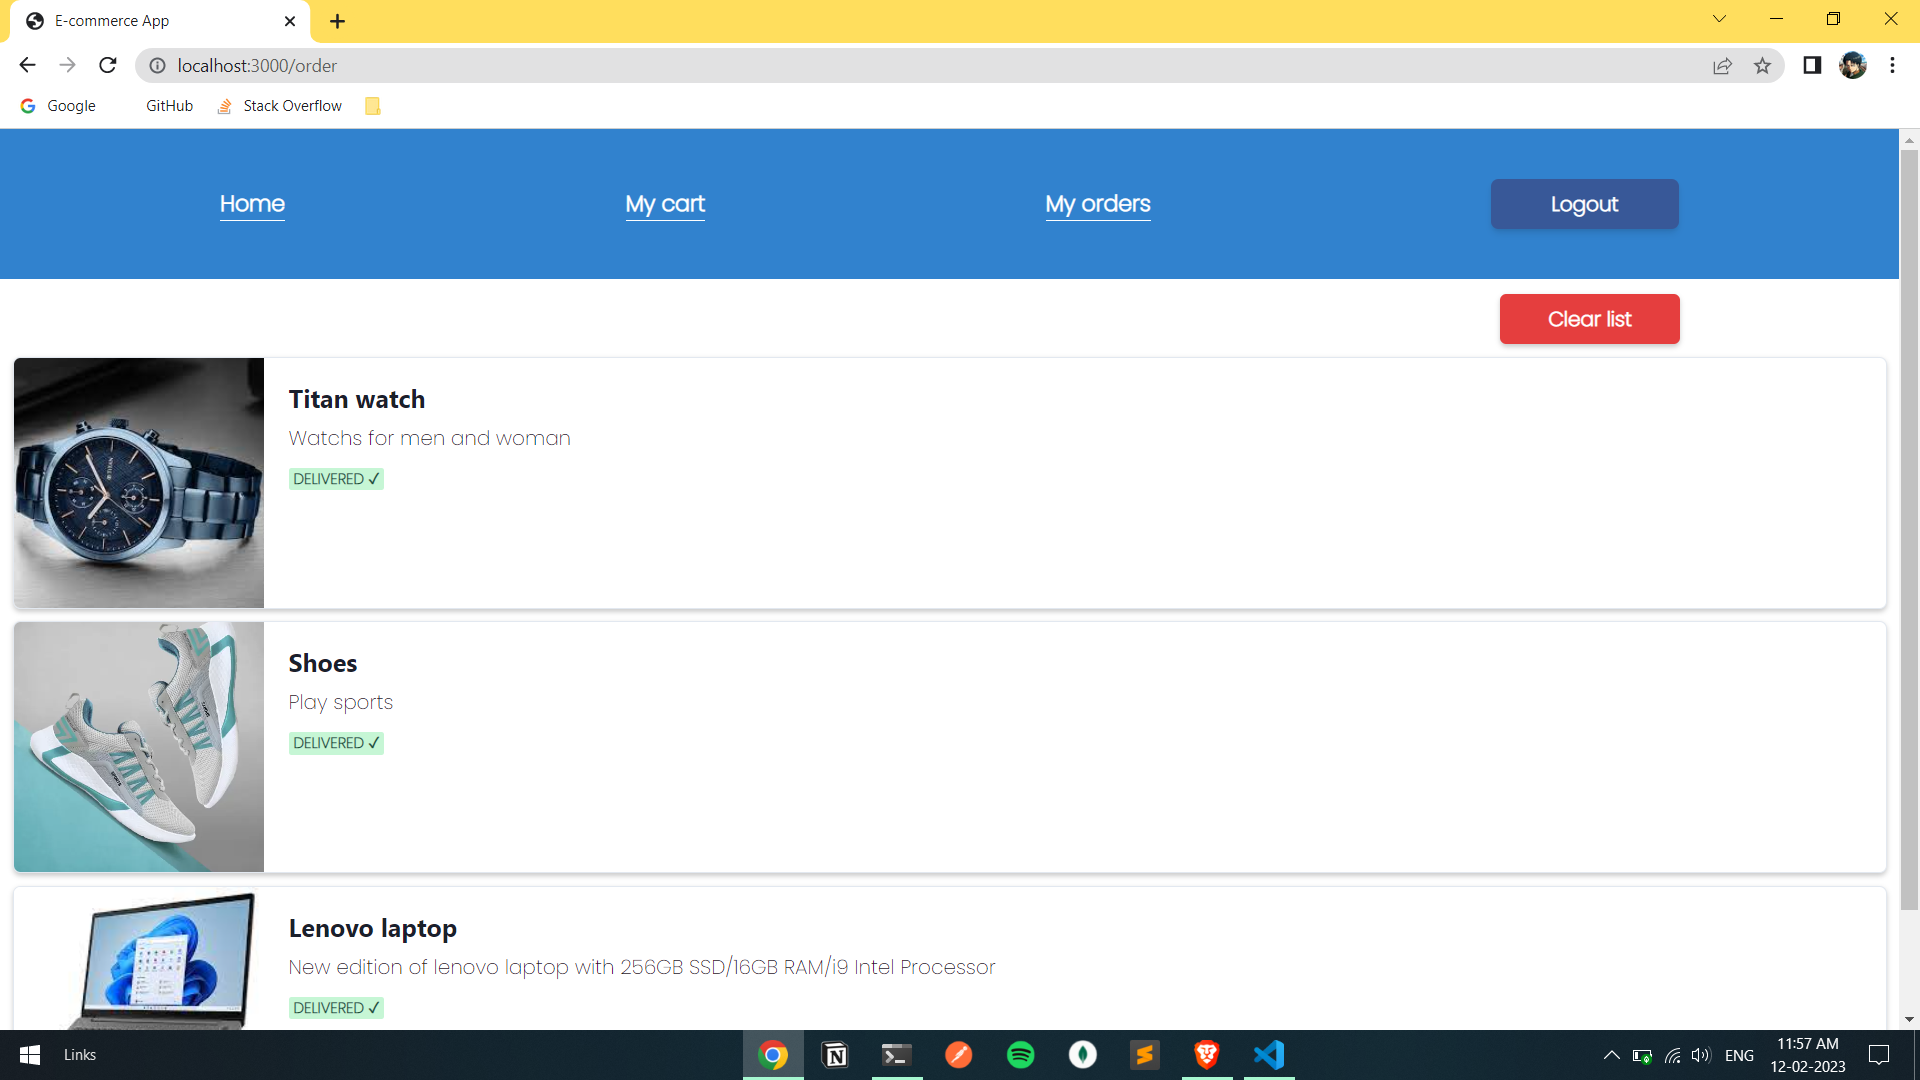 E-commerce App
localhost:3000/order
Google GitHub Stack Overflow
Home My cart My orders Logout
Clear list
Titan watch
Watchs for men and woman
DELIVERED ✓
TITAN
Shoes
Play sports
DELIVERED ✓
Lenovo laptop
New edition of lenovo laptop with 256GB SSD/16GB RAM/i9 Intel Processor
DELIVERED ✓
Links
ENG
11:57 AM
12-02-2023